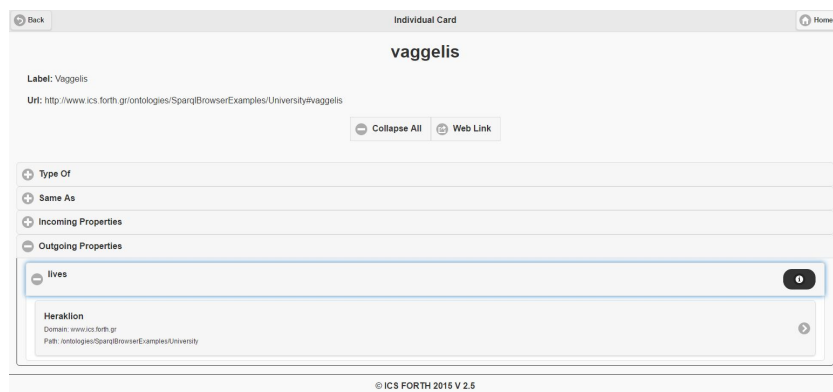 Back
Individual Card
Home
vaggelis
Label: Vaggelis
Url: http://www.ics.forth.gr/ontologies/SparqlBrowserExamples/University#vaggelis
Collapse All
Web Link
Type Of
Same As
Incoming Properties
Outgoing Properties
lives
Heraklion
Domain: www.ics.forth.gr
Path: /ontologies/SparqlBrowserExamples/University
© ICS FORTH 2015 V 2.5